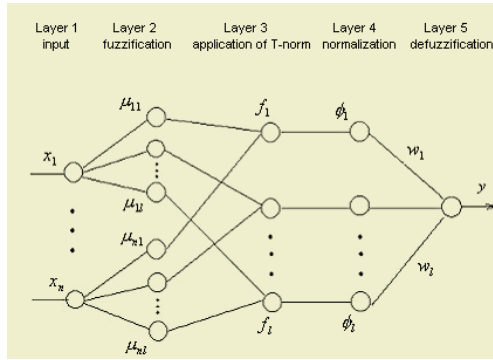 Layer 1 Layer 2 Layer 3 Layer 4 Layer 5
input fuzzification application of T-norm normalization defuzzification
μ₁₁ f₁ ϕ₁
x₁ w₁
μ₁ₗ y
μₙ₁
xₙ wₗ
μₙₗ fₗ ϕₗ